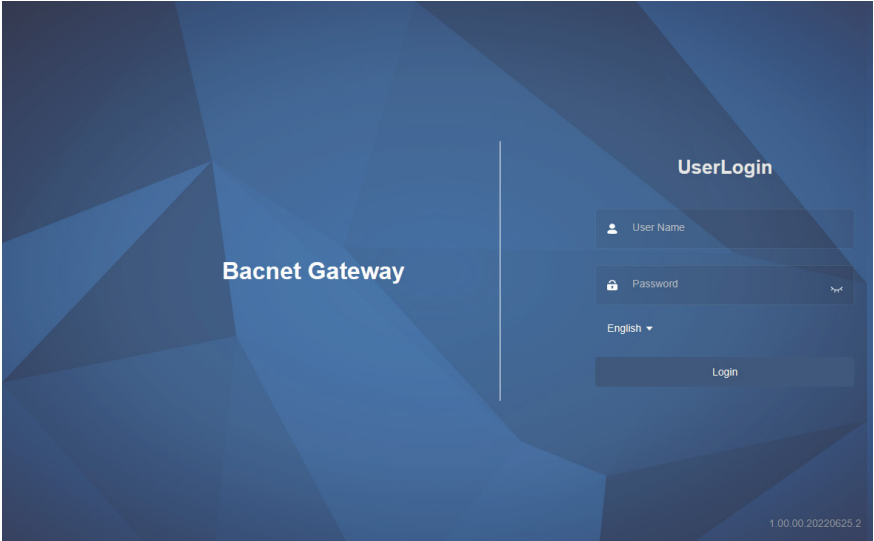 Bacnet Gateway
UserLogin
User Name
Password
English
Login
1.00.00.20220625.2